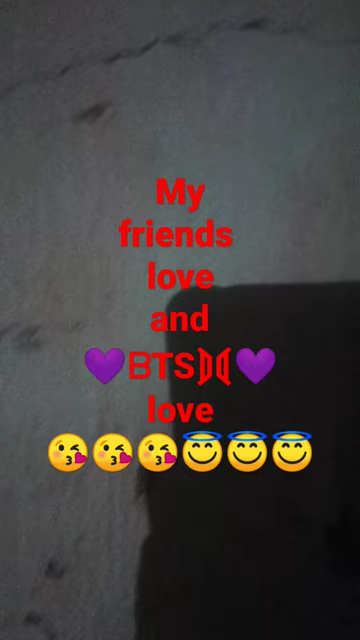 My
friends
love
and
💜BTS⟭⟬💜
love
😘😘😘😇😇😇